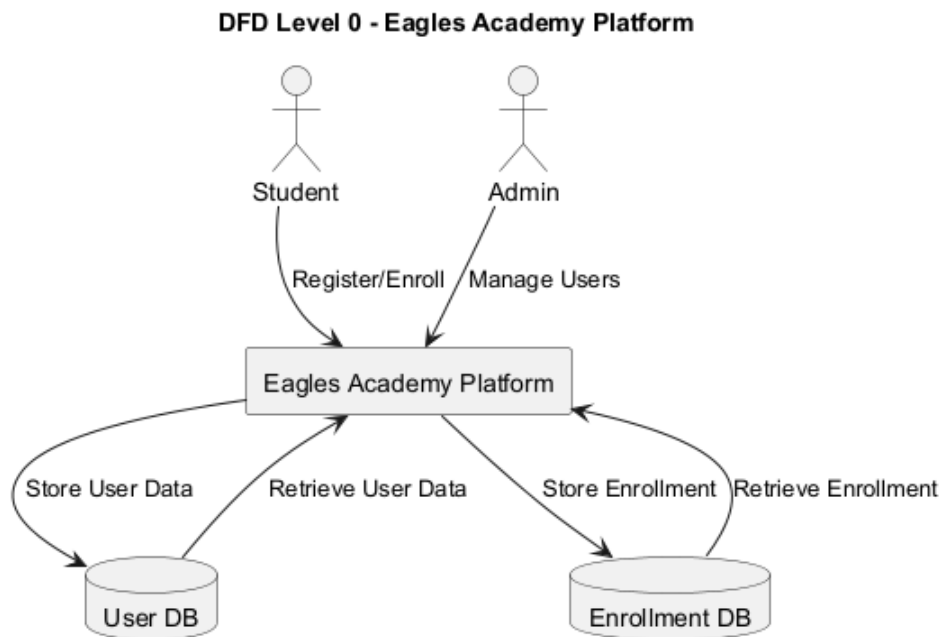 DFD Level 0 - Eagles Academy Platform
Student
Admin
Register/Enroll
Manage Users
Eagles Academy Platform
Store User Data
Retrieve User Data
Store Enrollment
Retrieve Enrollment
User DB
Enrollment DB